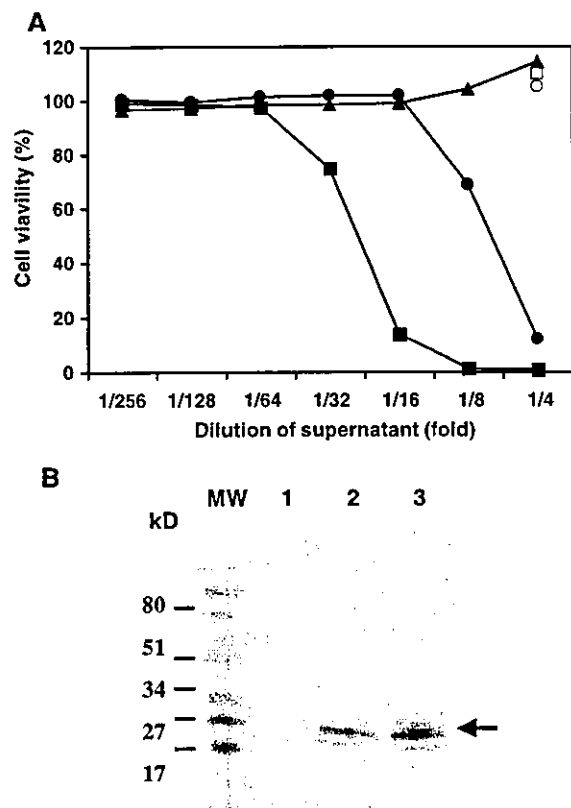 A
120
100
80
60
40
20
0
Cell viavility (%)
1/256 1/128 1/64 1/32 1/16 1/8 1/4
Dilution of supernatant (fold)
B
MW 1 2 3
kD
80
51
34
27
17